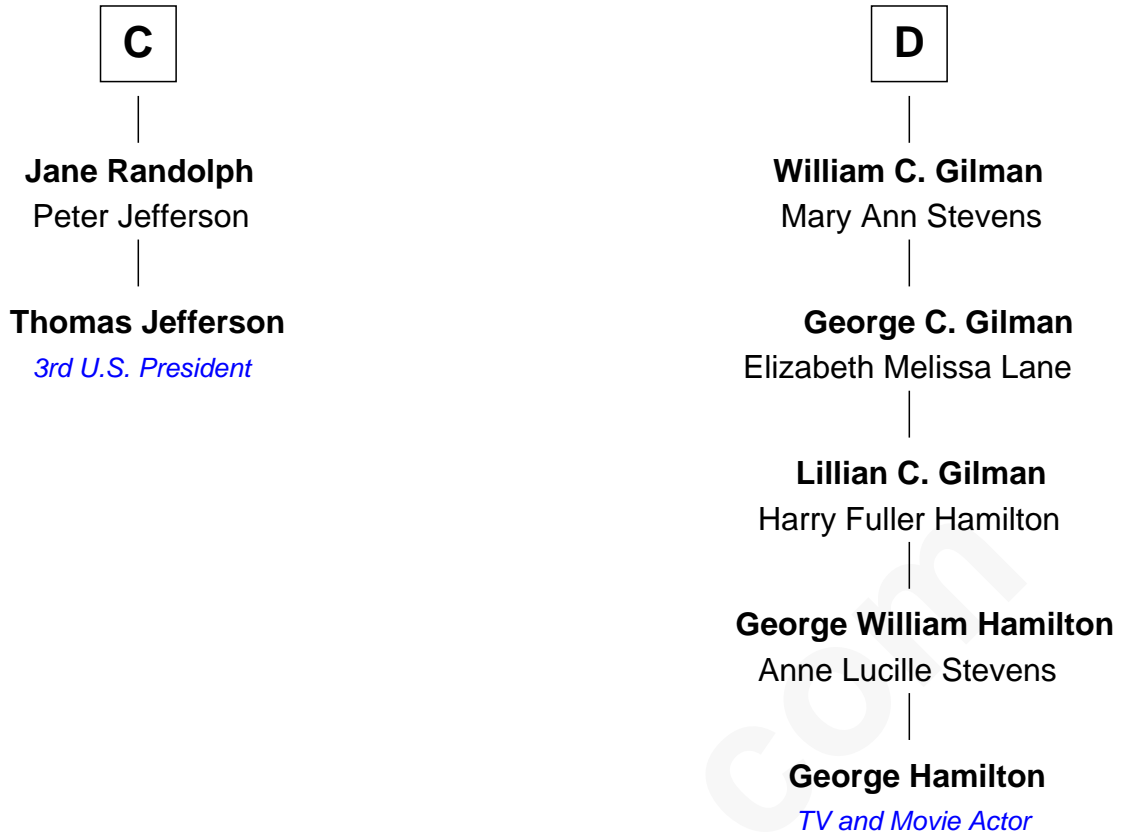 C
Jane Randolph
Peter Jefferson
Thomas Jefferson
3rd U.S. President
D
William C. Gilman
Mary Ann Stevens
George C. Gilman
Elizabeth Melissa Lane
Lillian C. Gilman
Harry Fuller Hamilton
George William Hamilton
Anne Lucille Stevens
George Hamilton
TV and Movie Actor
com